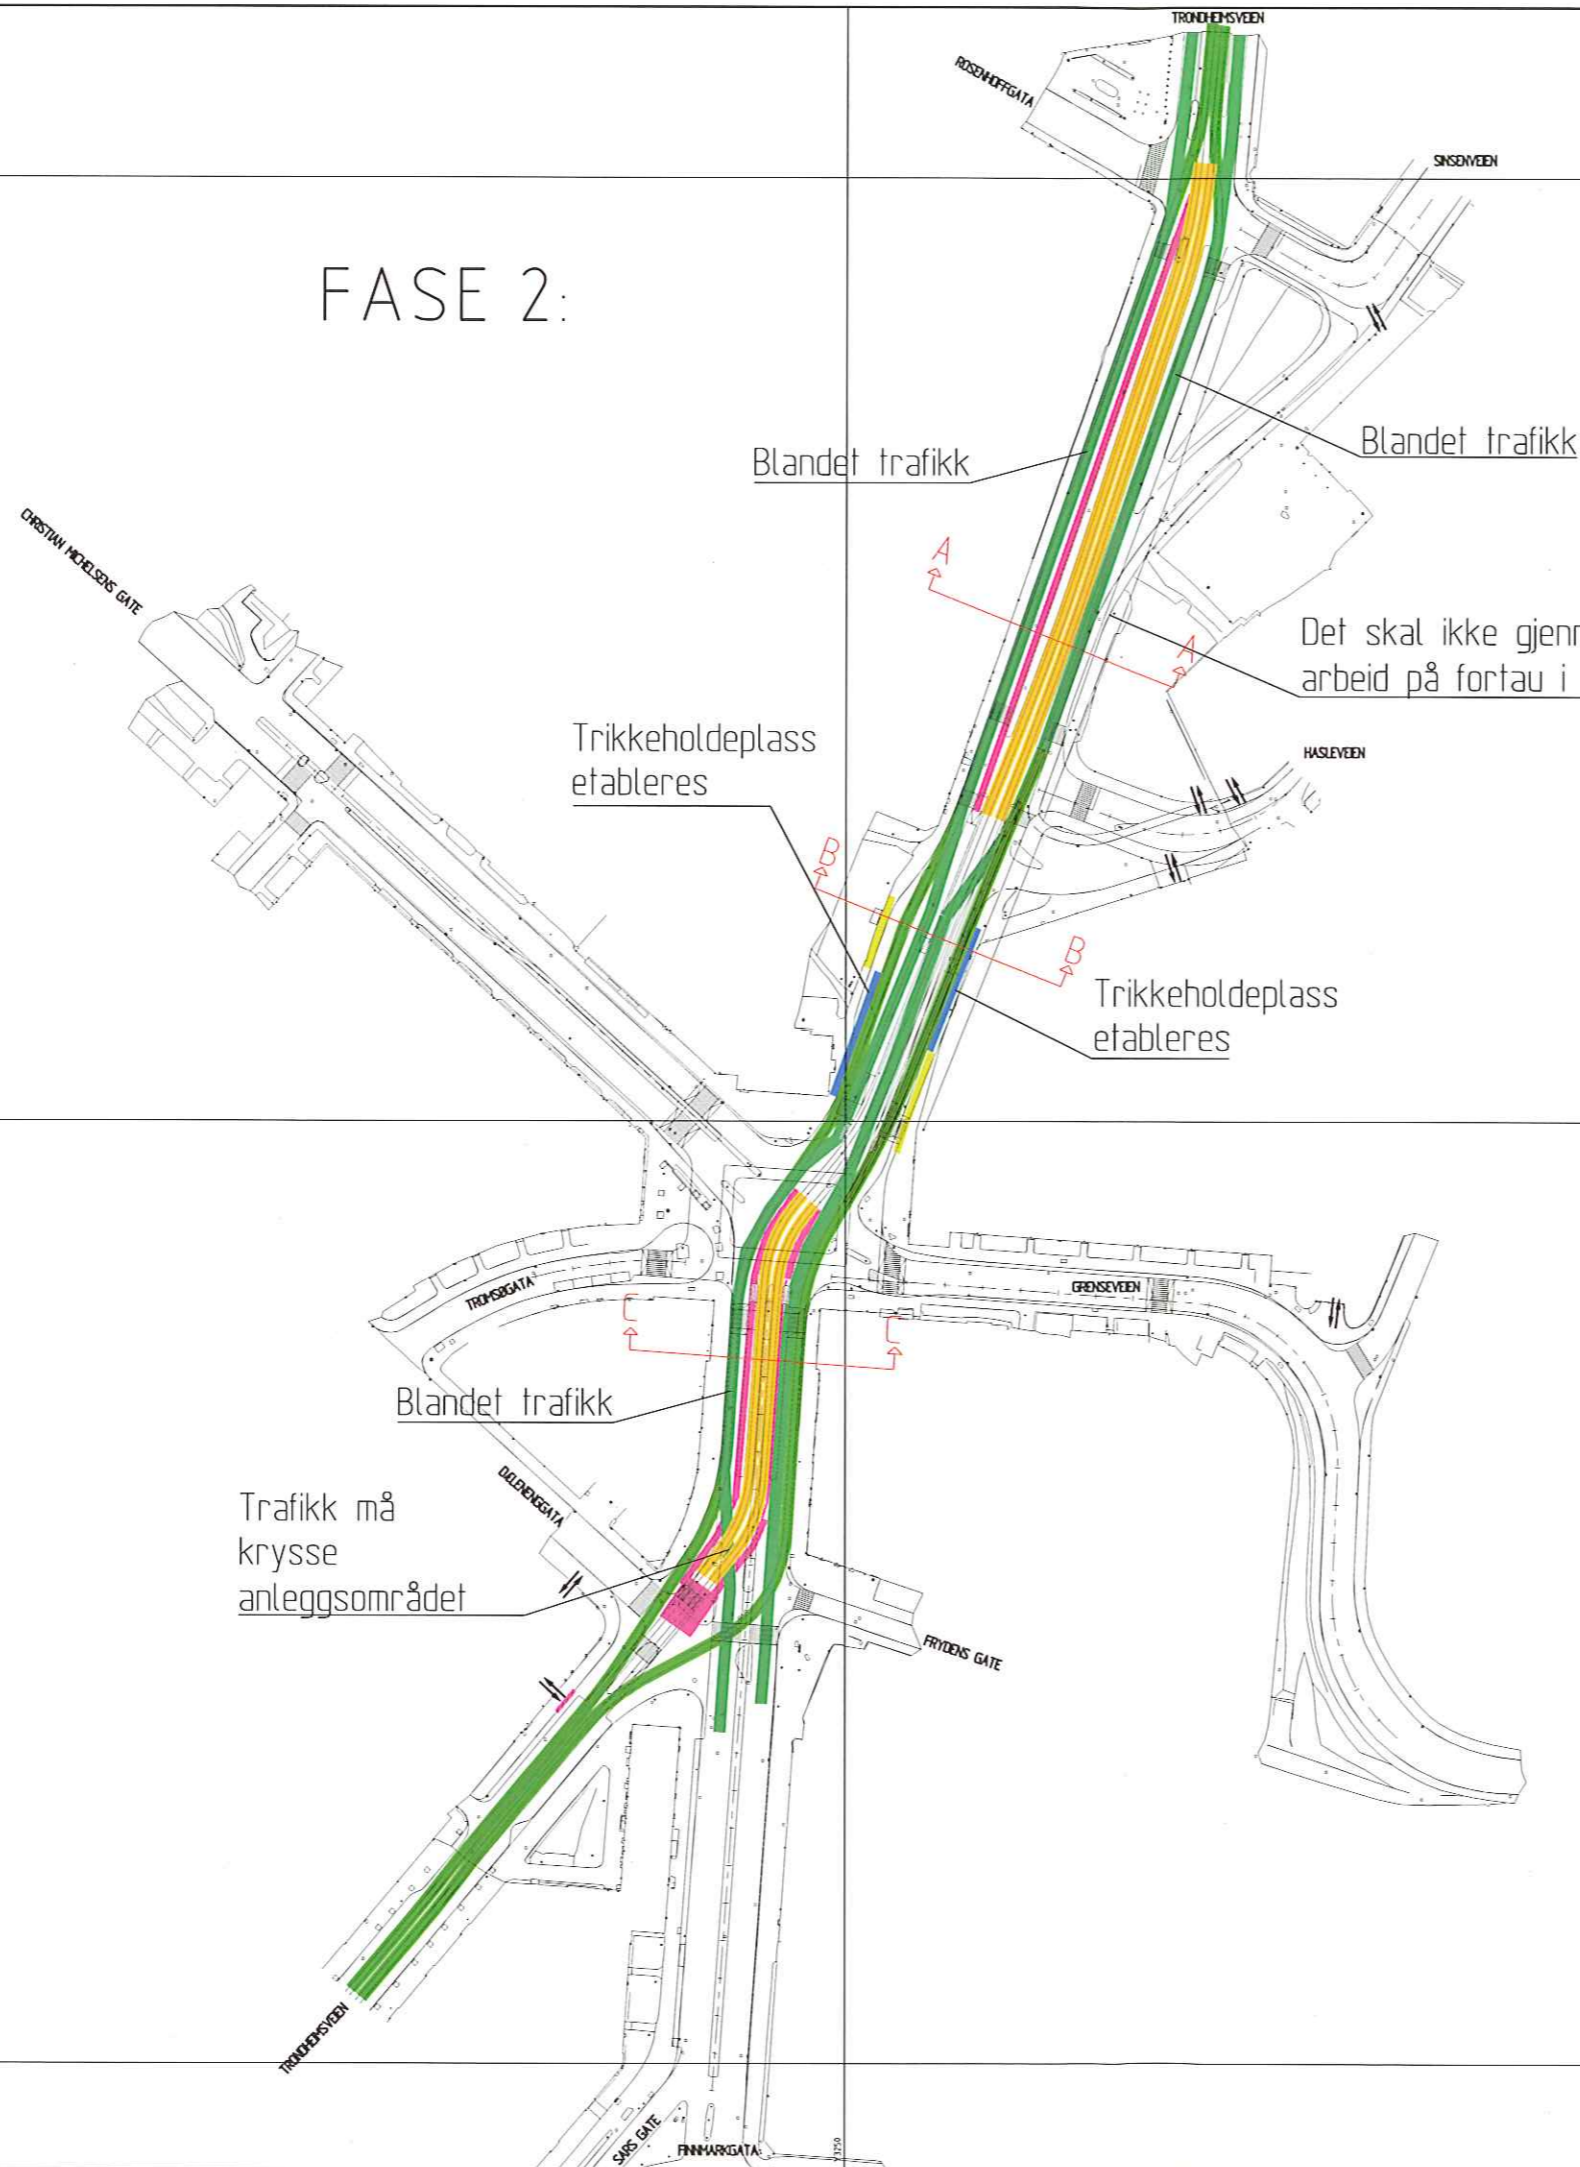 TRONDHEIMSVEIEN
ROSENHOFFGATA
SINSENVEIEN
FASE 2:
Blandet trafikk
Blandet trafikk
CHRISTIAN MICHELSENS GATE
A
A
Det skal ikke gjenn
arbeid på fortau i
Trikkeholdeplass
etableres
HASLEVEIEN
B
B
Trikkeholdeplass
etableres
TROMSØGATA
GRENSEVEIEN
C
C
Blandet trafikk
DÆLENENGGATA
Trafikk må
krysse
anleggsområdet
FRYDENS GATE
TRONDHEIMSVEIEN
SARS GATE
FINNMARKGATA